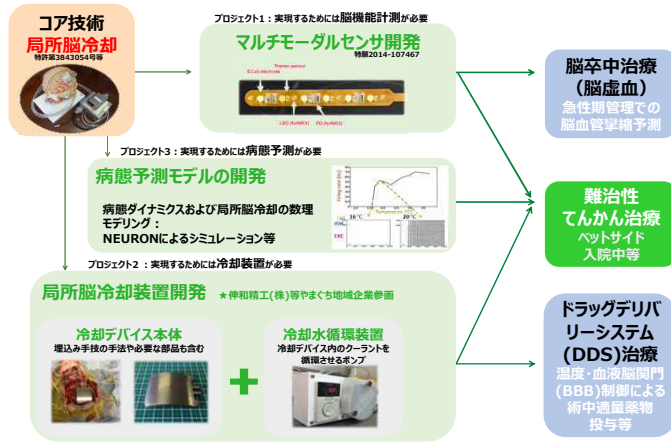 コア技術
局所脳冷却
特許第3843054号等
プロジェクト1：実現するためには脳機能計測が必要
マルチモーダルセンサ開発
特願2014-107467
Thermo sensor
ECoG electrode
LED (Hy/NIRS)
PD (Hy/NIRS)
プロジェクト3：実現するためには病態予測が必要
病態予測モデルの開発
病態ダイナミクスおよび局所脳冷却の数理
モデリング：
NEURONによるシミュレーション等
Firing rate [Hz]
Temperature [°C]
16 °C
20 °C
EXC
プロジェクト2 ：実現するためには冷却装置が必要
局所脳冷却装置開発
★伸和精工(株)等やまぐち地域企業参画
冷却デバイス本体
埋込み手技の手法や必要な部品も含む
冷却水循環装置
冷却デバイス内のクーラントを
循環させるポンプ
脳卒中治療
（脳虚血）
急性期管理での
脳血管攣縮予測
難治性
てんかん治療
ベットサイド
入院中等
ドラッグデリバ
リーシステム
(DDS)治療
温度・血液脳関門
(BBB)制御による
術中適量薬物
投与等